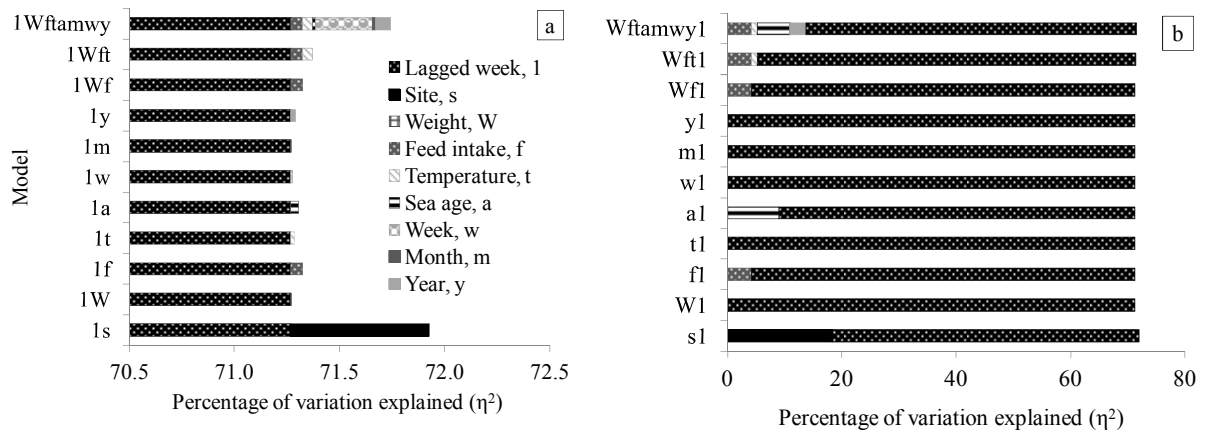 a
1Wftamwy
1Wft
1Wf
1y
1m
1w
1a
1t
1f
1W
1s
Model
Lagged week, 1
Site, s
Weight, W
Feed intake, f
Temperature, t
Sea age, a
Week, w
Month, m
Year, y
70.5 71.0 71.5 72.0 72.5
Percentage of variation explained (η²)
b
Wftamwy1
Wft1
Wf1
y1
m1
w1
a1
t1
f1
W1
s1
0 20 40 60 80
Percentage of variation explained (η²)